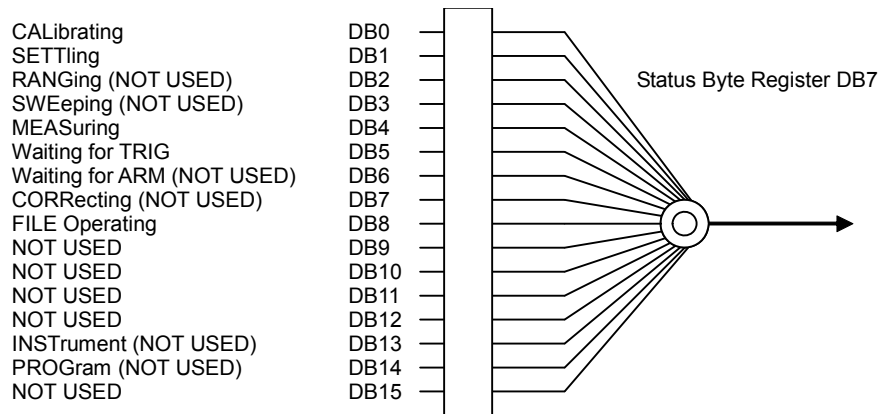 CALibrating DB0
SETTling DB1
RANGing (NOT USED) DB2
Status Byte Register DB7
SWEeping (NOT USED) DB3
MEASuring DB4
Waiting for TRIG DB5
Waiting for ARM (NOT USED) DB6
CORRecting (NOT USED) DB7
FILE Operating DB8
NOT USED DB9
NOT USED DB10
NOT USED DB11
NOT USED DB12
INSTrument (NOT USED) DB13
PROGram (NOT USED) DB14
NOT USED DB15